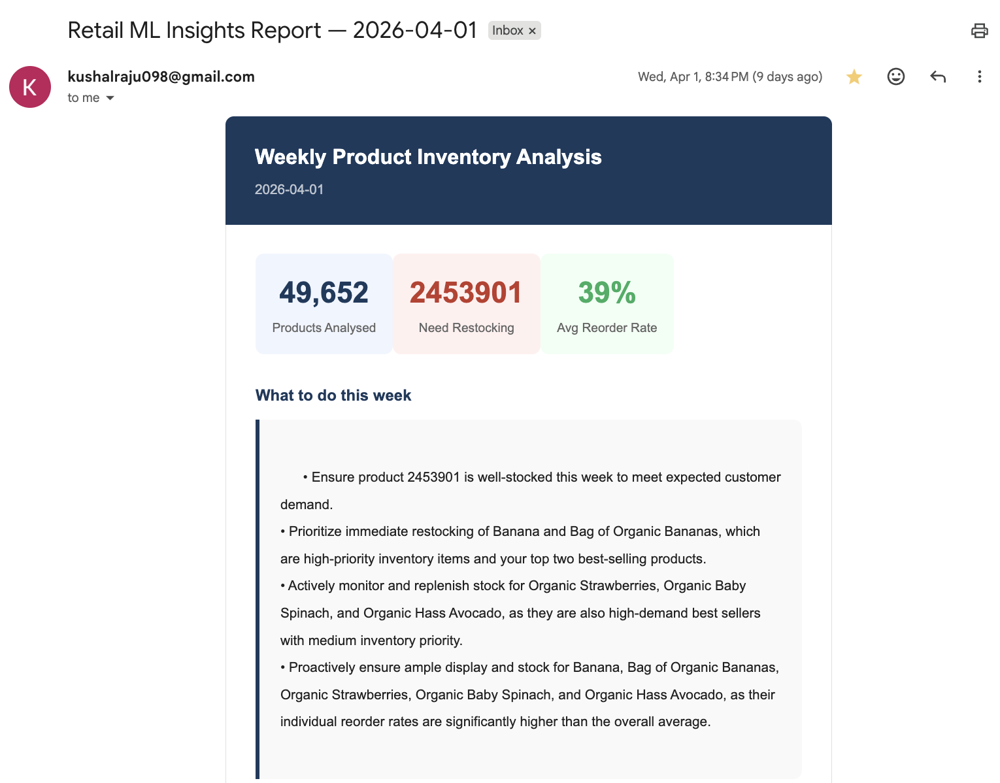 Retail ML Insights Report — 2026-04-01 Inbox ×
K
kushalraju098@gmail.com
Wed, Apr 1, 8:34 PM (9 days ago)
to me
Weekly Product Inventory Analysis
2026-04-01
49,652 2453901 39%
Products Analysed Need Restocking Avg Reorder Rate
What to do this week
• Ensure product 2453901 is well-stocked this week to meet expected customer
demand.
• Prioritize immediate restocking of Banana and Bag of Organic Bananas, which
are high-priority inventory items and your top two best-selling products.
• Actively monitor and replenish stock for Organic Strawberries, Organic Baby
Spinach, and Organic Hass Avocado, as they are also high-demand best sellers
with medium inventory priority.
• Proactively ensure ample display and stock for Banana, Bag of Organic Bananas,
Organic Strawberries, Organic Baby Spinach, and Organic Hass Avocado, as their
individual reorder rates are significantly higher than the overall average.